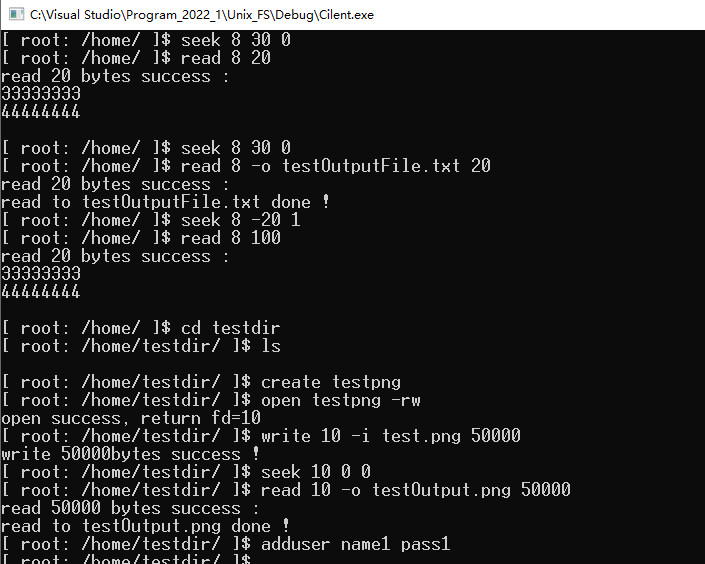 C:\Visual Studio\Program_2022_1\Unix_FS\Debug\Cilent.exe
[ root: /home/ ]$ seek 8 30 0
[ root: /home/ ]$ read 8 20
read 20 bytes success :
33333333
44444444
[ root: /home/ ]$ seek 8 30 0
[ root: /home/ ]$ read 8 -o testOutputFile.txt 20
read 20 bytes success :
read to testOutputFile.txt done !
[ root: /home/ ]$ seek 8 -20 1
[ root: /home/ ]$ read 8 100
read 20 bytes success :
33333333
44444444
[ root: /home/ ]$ cd testdir
[ root: /home/testdir/ ]$ ls
[ root: /home/testdir/ ]$ create testpng
[ root: /home/testdir/ ]$ open testpng -rw
open success, return fd=10
[ root: /home/testdir/ ]$ write 10 -i test.png 50000
write 50000bytes success !
[ root: /home/testdir/ ]$ seek 10 0 0
[ root: /home/testdir/ ]$ read 10 -o testOutput.png 50000
read 50000 bytes success :
read to testOutput.png done !
[ root: /home/testdir/ ]$ adduser name1 pass1
[ root: /home/testdir/ ]$